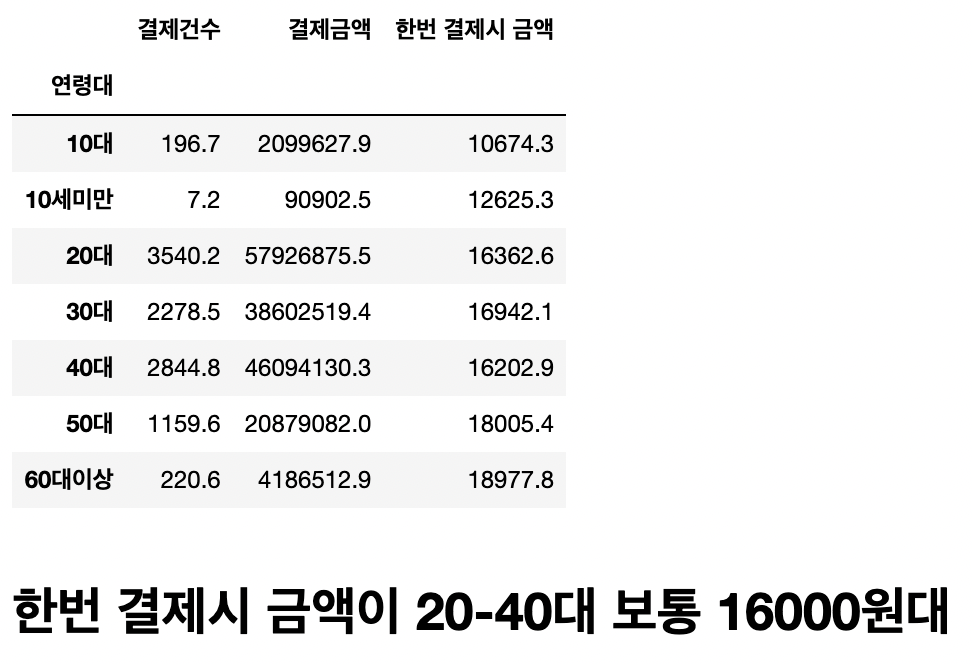 결제건수 결제금액 한번 결제시 금액
연령대
10대 196.7 2099627.9 10674.3
10세미만 7.2 90902.5 12625.3
20대 3540.2 57926875.5 16362.6
30대 2278.5 38602519.4 16942.1
40대 2844.8 46094130.3 16202.9
50대 1159.6 20879082.0 18005.4
60대이상 220.6 4186512.9 18977.8
한번 결제시 금액이 20-40대 보통 16000원대